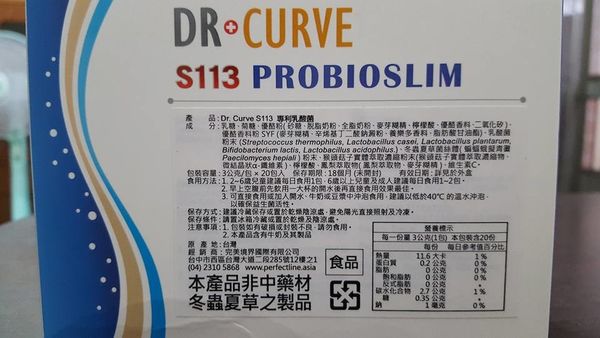 DR CURVE
S113 PROBIOSLIM
產　品:Dr. Curve S113 專利乳酸菌
成　分:乳糖、菊糖、優酪粉(砂糖、脫脂奶粉、全脂奶粉、麥芽糊精、檸檬酸、優酪香料、二氧化矽)、
優酪香料粉 SYF (麥芽糊精、辛烯基丁二酸鈉澱粉、養樂多香料、脂肪酸甘油酯)、乳酸菌
粉末 (Streptococcus thermophilus, Lactobacillus casei, Lactobacillus plantarum,
Bifidobacterium lactis, Lactobacillus acidophilus,)、冬蟲夏草菌絲體( 蝙蝠蛾擬青黴
Paecilomyces hepiali ) 粉末、猴頭菇子實體萃取濃縮粉末(猴頭菇子實體萃取濃縮物、
微結晶狀α-纖維素)、檸檬酸、鳳梨萃取物( 鳳梨萃取物、麥芽糊精)、維生素C。
包裝容量:3公克/包 × 20包入　保存期限:18個月 (未開封)　有效日期:詳見於外盒
食用方法:1. 2~6歲兒童建議每日食用1包、6歲以上兒童及成人建議每日食用1~2包。
2. 早上空腹前先飲用一大杯的開水後再直接食用效果最佳。
3. 可直接食用或加入開水、牛奶或豆漿中沖泡食用,建議以低於40℃ 的溫水沖泡,
以確保益生菌活性。
保存方式:建議冷藏保存或置於乾燥陰涼處,避免陽光直接照射及冷凍。
保存條件:請置冰箱冷藏或置於乾燥及陰涼處。
注意事項:1. 包裝如有破損或封裝不良,請勿食用。
2. 本產品含有牛奶及其製品
原 產 地:台灣
經 銷 商:完美境界國際有限公司
台中市西區台灣大道二段285號12樓之1
(04) 2310 5868　www.perfectline.asia
食品
本產品非中藥材
冬蟲夏草之製品
營養標示
每一份量 3公克(1包) 本包裝含20份
每份　每日參考值百分比
熱量　11.6 大卡　1%
蛋白質　0.2 公克　0%
脂肪　0 公克　0%
飽和脂肪　0 公克　0%
反式脂肪　0 公克　*
碳水化合物　2.7 公克　1%
糖　0.35 公克　*
鈉　1 毫克　0%